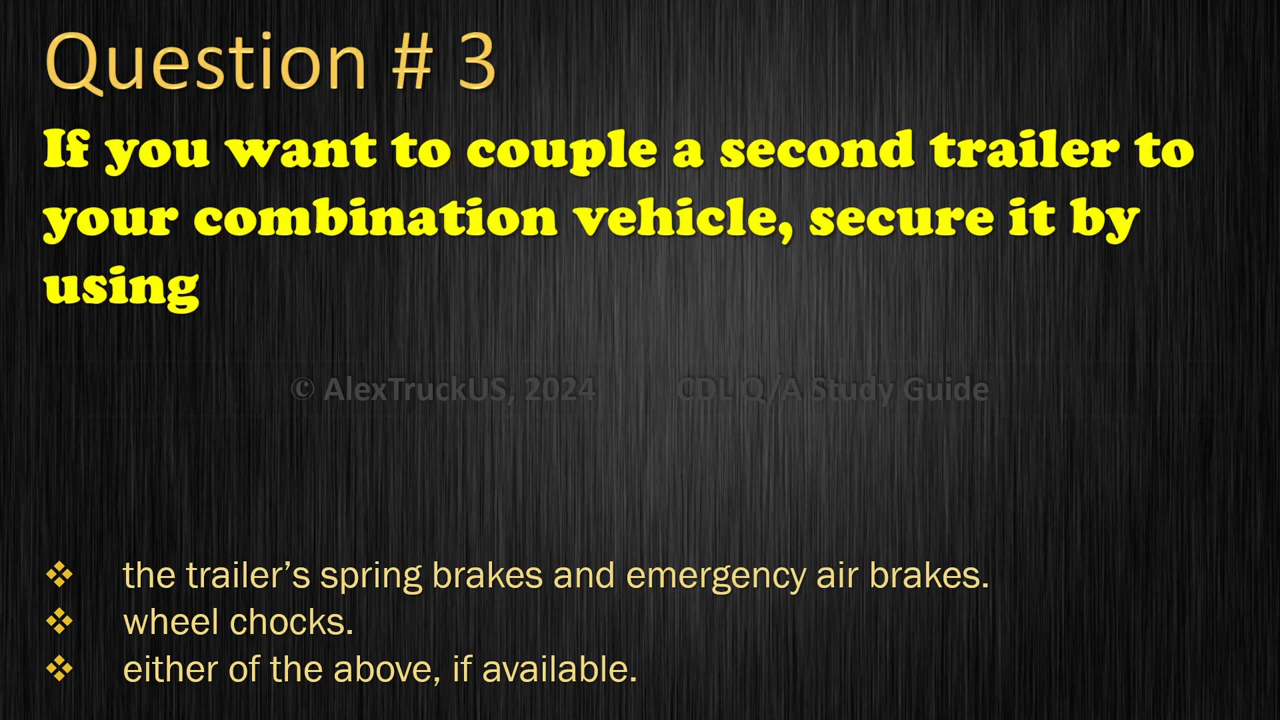 Question # 3
If you want to couple a second trailer to
your combination vehicle, secure it by
using
© AlexTruckUS, 2024 CDL Q/A Study Guide
❖ the trailer’s spring brakes and emergency air brakes.
❖ wheel chocks.
❖ either of the above, if available.